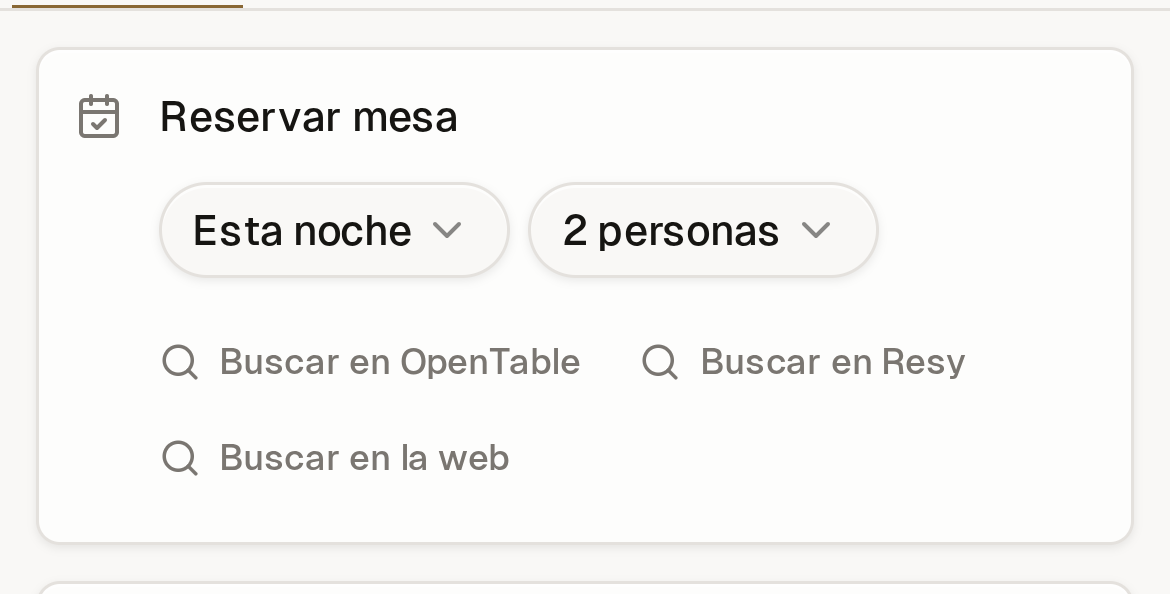 Reservar mesa
Esta noche 2 personas
Buscar en OpenTable Buscar en Resy
Buscar en la web